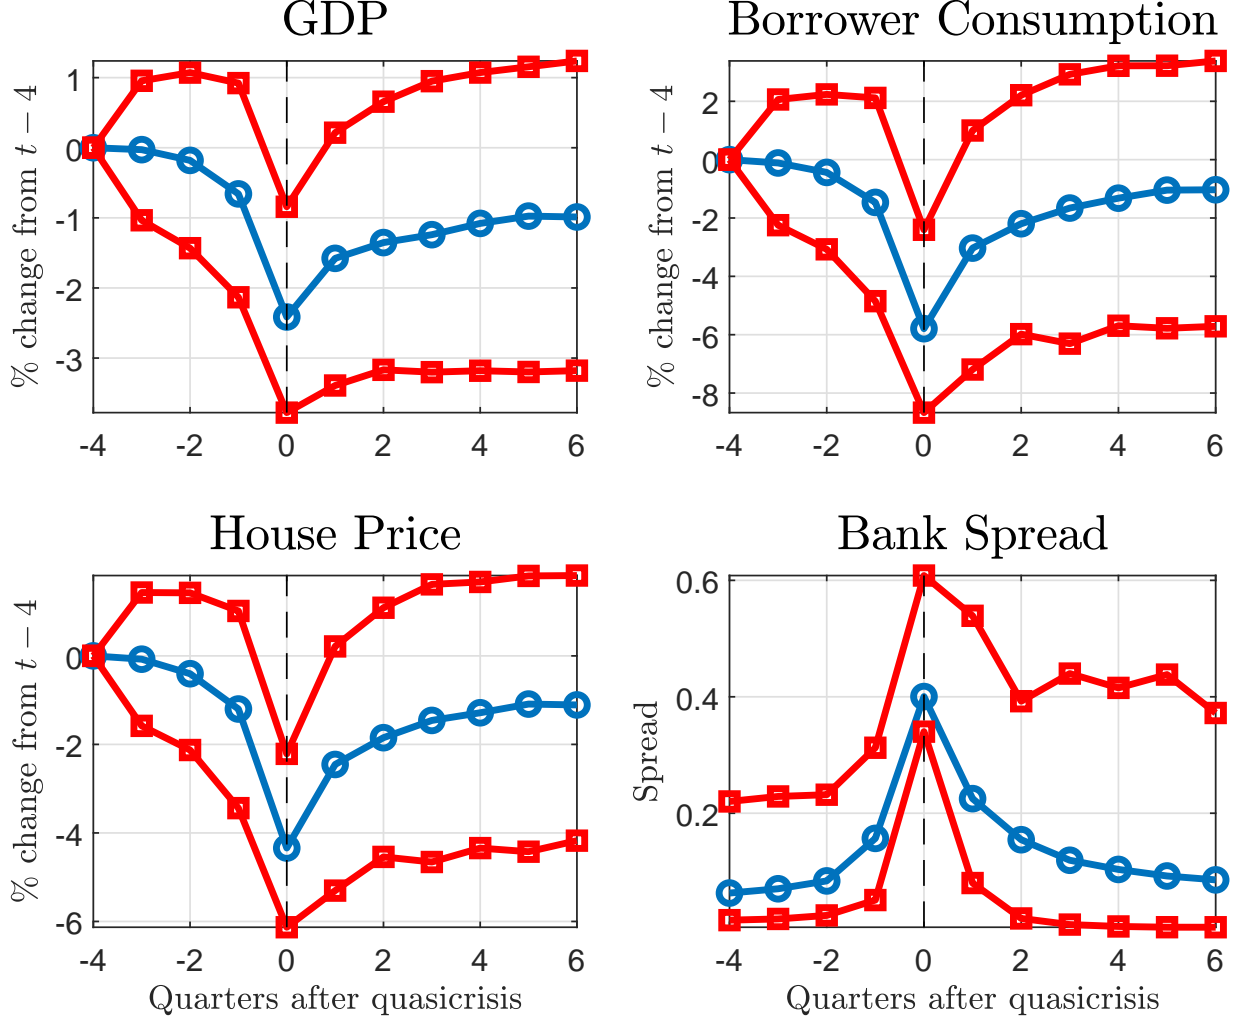 GDP
% change from t − 4
1
0
-1
-2
-3
-4 -2 0 2 4 6
Borrower Consumption
% change from t − 4
2
0
-2
-4
-6
-8
-4 -2 0 2 4 6
House Price
% change from t − 4
0
-2
-4
-6
-4 -2 0 2 4 6
Quarters after quasicrisis
Bank Spread
Spread
0.6
0.4
0.2
-4 -2 0 2 4 6
Quarters after quasicrisis